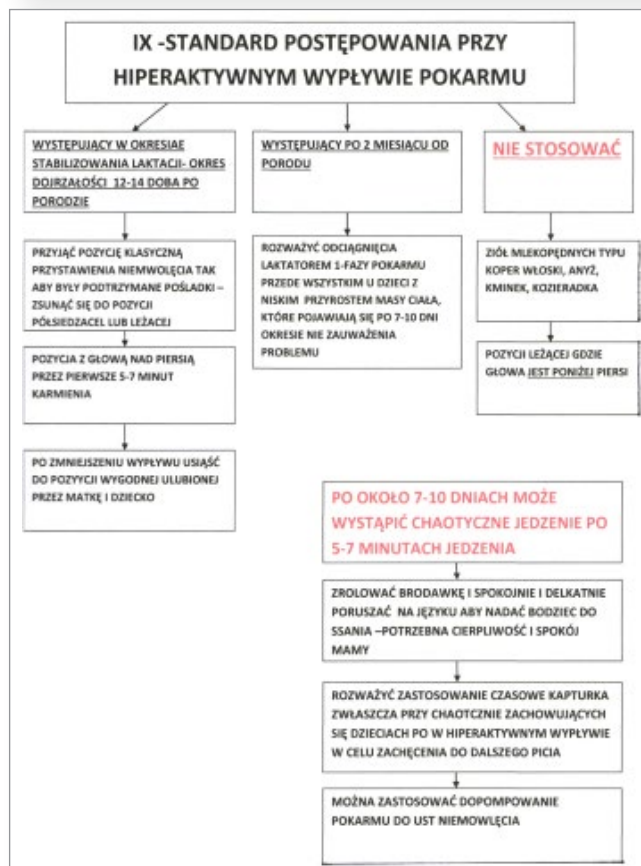 IX -STANDARD POSTĘPOWANIA PRZY
HIPERAKTYWNYM WYPŁYWIE POKARMU
WYSTĘPUJĄCY W OKRESIAE
STABILIZOWANIA LAKTACJI- OKRES
DOJRZAŁOŚCI 12-14 DOBA PO
PORODZIE
PRZYJĄĆ POZYCJĘ KLASYCZNĄ
PRZYSTAWIENIA NIEMWOLĘCIA TAK
ABY BYŁY PODTRZYMANE POŚLADKI –
ZSUNĄĆ SIĘ DO POZYCJI
PÓŁSIEDZACEL LUB LEŻĄCEJ
POZYCJA Z GŁOWĄ NAD PIERSIĄ
PRZEZ PIERWSZE 5-7 MINUT
KARMIENIA
PO ZMNIEJSZENIU WYPŁYWU USIĄŚĆ
DO POZYYCJI WYGODNEJ ULUBIONEJ
PRZEZ MATKĘ I DZIECKO
WYSTĘPUJĄCY PO 2 MIESIĄCU OD
PORODU
ROZWAŻYĆ ODCIĄGNIĘCIA
LAKTATOREM 1-FAZY POKARMU
PRZEDE WSZYSTKIM U DZIECI Z
NISKIM PRZYROSTEM MASY CIAŁA,
KTÓRE POJAWIAJĄ SIĘ PO 7-10 DNI
OKRESIE NIE ZAUWAŻENIA
PROBLEMU
NIE STOSOWAĆ
ZIÓŁ MLEKOPĘDNYCH TYPU
KOPER WŁOSKI, ANYŻ,
KMINEK, KOZIERADKA
POZYCJI LEŻĄCEJ GDZIE
GŁOWA JEST PONIŻEJ PIERSI
PO OKOŁO 7-10 DNIACH MOŻE
WYSTĄPIĆ CHAOTYCZNE JEDZENIE PO
5-7 MINUTACH JEDZENIA
ZROLOWAĆ BRODAWKĘ I SPOKOJNIE I DELKATNIE
PORUSZAĆ NA JĘZYKU ABY NADAĆ BODZIEC DO
SSANIA –POTRZEBNA CIERPLIWOŚĆ I SPOKÓJ
MAMY
ROZWAŻYĆ ZASTOSOWANIE CZASOWE KAPTURKA
ZWŁASZCZA PRZY CHAOTCZNIE ZACHOWUJĄCYCH
SIĘ DZIECIACH PO W HIPERAKTYWNYM WYPŁYWIE
W CELU ZACHĘCENIA DO DALSZEGO PICIA
MOŻNA ZASTOSOWAĆ DOPOMPOWANIE
POKARMU DO UST NIEMOWLĘCIA